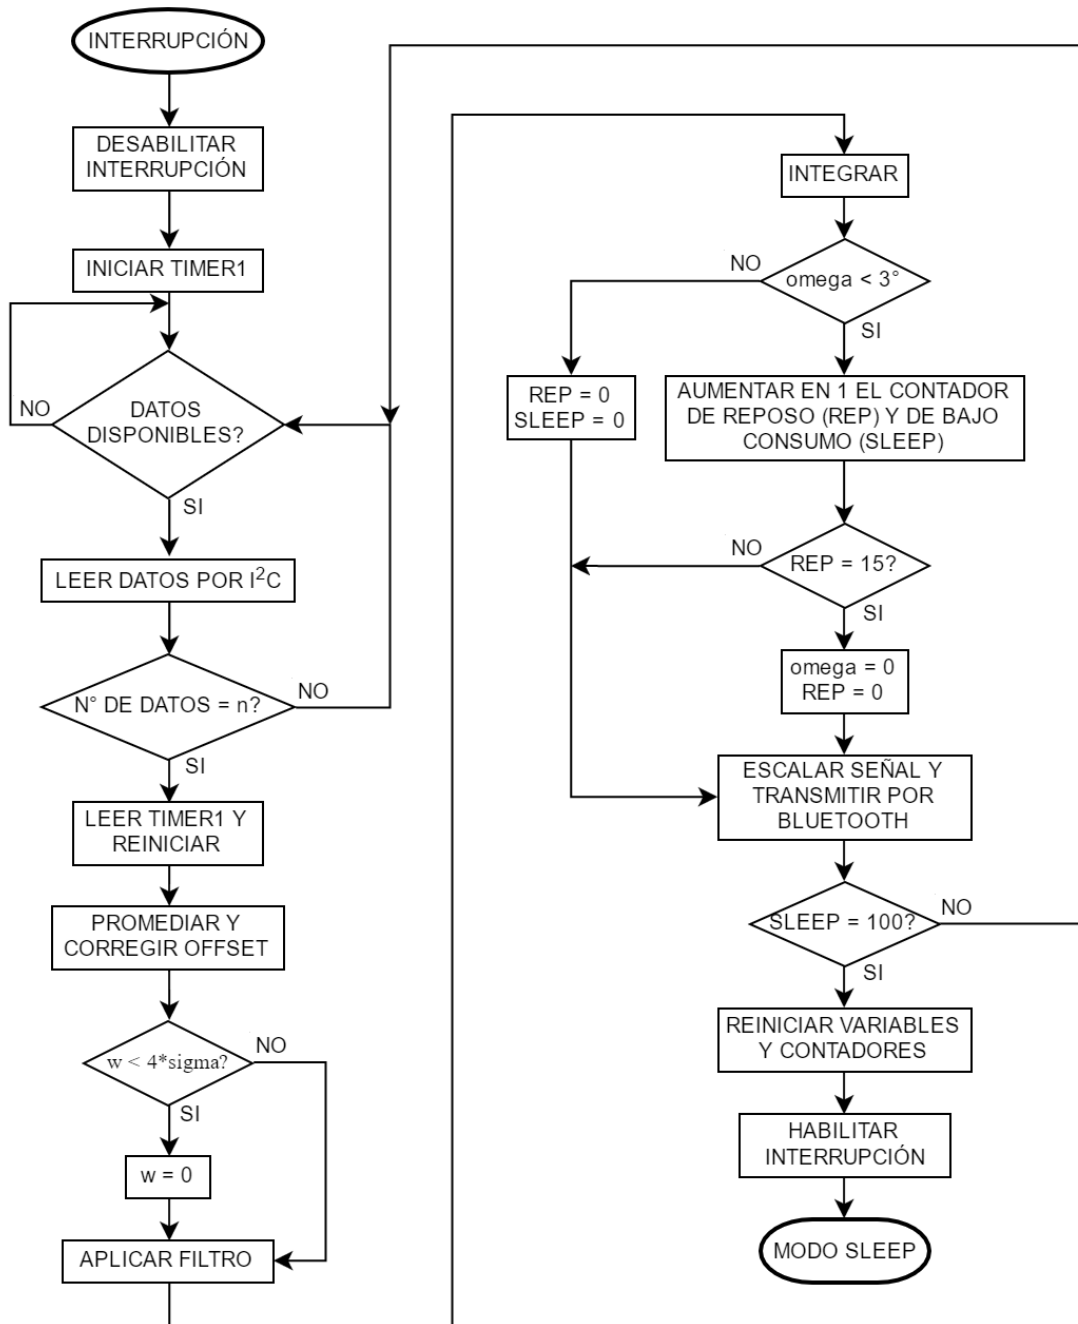 INTERRUPCIÓN
DESABILITAR
INTERRUPCIÓN
INICIAR TIMER1
NO
DATOS
DISPONIBLES?
SI
LEER DATOS POR I²C
N° DE DATOS = n?
NO
SI
LEER TIMER1 Y
REINICIAR
PROMEDIAR Y
CORREGIR OFFSET
w < 4*sigma?
NO
SI
w = 0
APLICAR FILTRO
INTEGRAR
NO
omega < 3°
SI
REP = 0
SLEEP = 0
AUMENTAR EN 1 EL CONTADOR
DE REPOSO (REP) Y DE BAJO
CONSUMO (SLEEP)
NO
REP = 15?
SI
omega = 0
REP = 0
ESCALAR SEÑAL Y
TRANSMITIR POR
BLUETOOTH
SLEEP = 100?
NO
SI
REINICIAR VARIABLES
Y CONTADORES
HABILITAR
INTERRUPCIÓN
MODO SLEEP